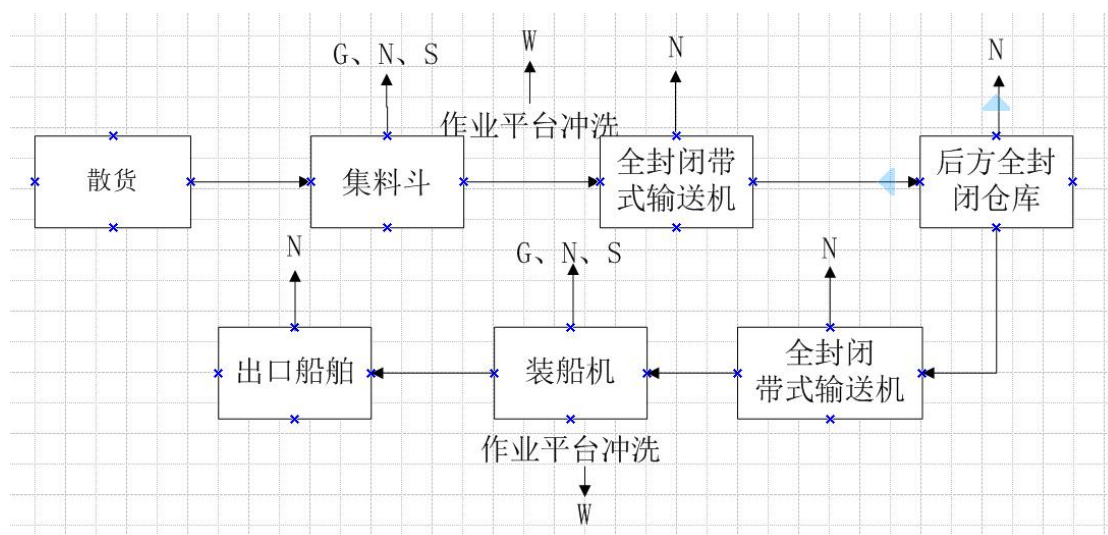 G、N、S
W
N
N
作业平台冲洗
散货
集料斗
全封闭带
式输送机
后方全封
闭仓库
N
G、N、S
N
出口船舶
装船机
全封闭
带式输送机
作业平台冲洗
W